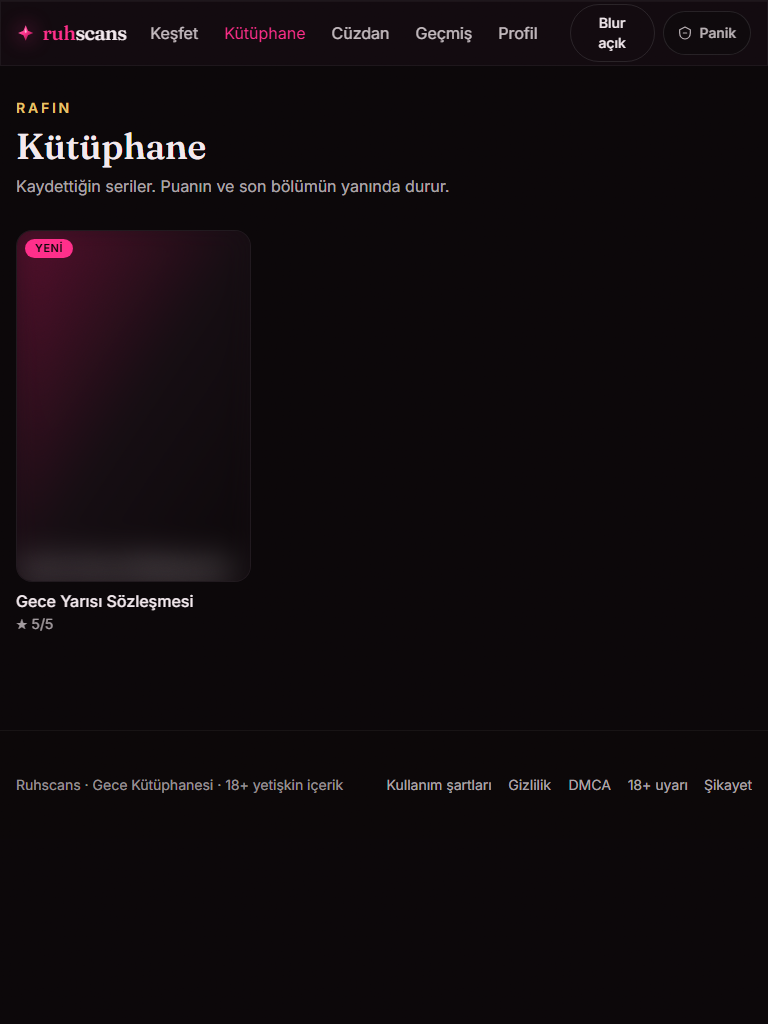 ruhscans Keşfet Kütüphane Cüzdan Geçmiş Profil Blur açık Panik
RAFIN
Kütüphane
Kaydettiğin seriler. Puanın ve son bölümün yanında durur.
YENİ
Gece Yarısı Sözleşmesi
★ 5/5
Ruhscans · Gece Kütüphanesi · 18+ yetişkin içerik Kullanım şartları Gizlilik DMCA 18+ uyarı Şikayet